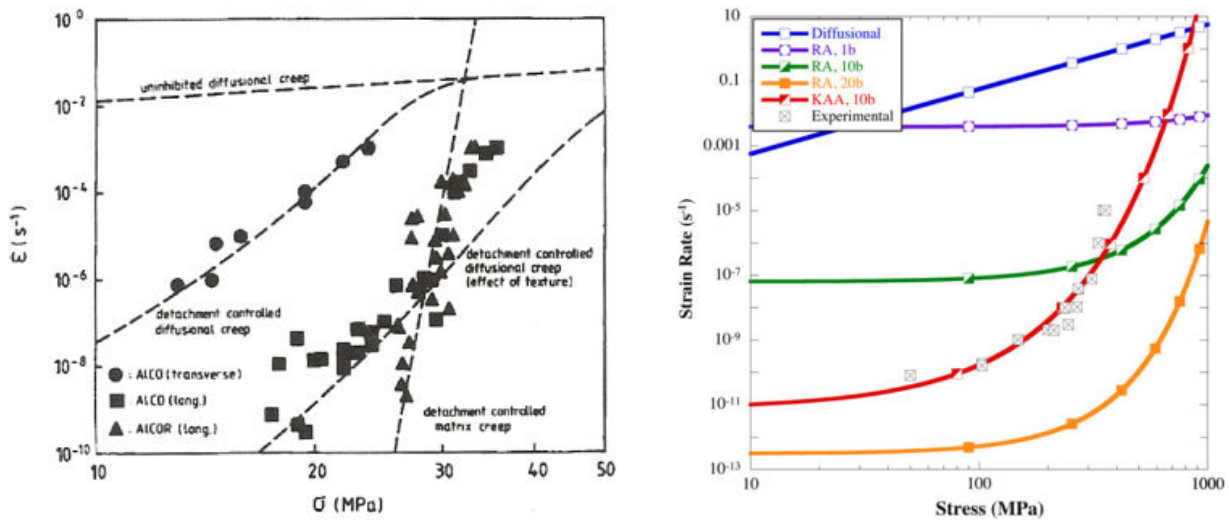 10⁰
10⁻²
10⁻⁴
10⁻⁶
10⁻⁸
10⁻¹⁰
ε̇ (s⁻¹)
uninhibited diffusional creep
detachment controlled
diffusional creep
(effect of texture)
detachment controlled
diffusional creep
● : AlCO (transverse)
■ : AlCO (long.)
▲ : AlCOR (long.)
detachment controlled
matrix creep
10
20
30
40
50
σ (MPa)
10
0.1
0.001
10⁻⁵
10⁻⁷
10⁻⁹
10⁻¹¹
10⁻¹³
Strain Rate (s⁻¹)
Diffusional
RA, 1b
RA, 10b
RA, 20b
KAA, 10b
Experimental
10
100
1000
Stress (MPa)